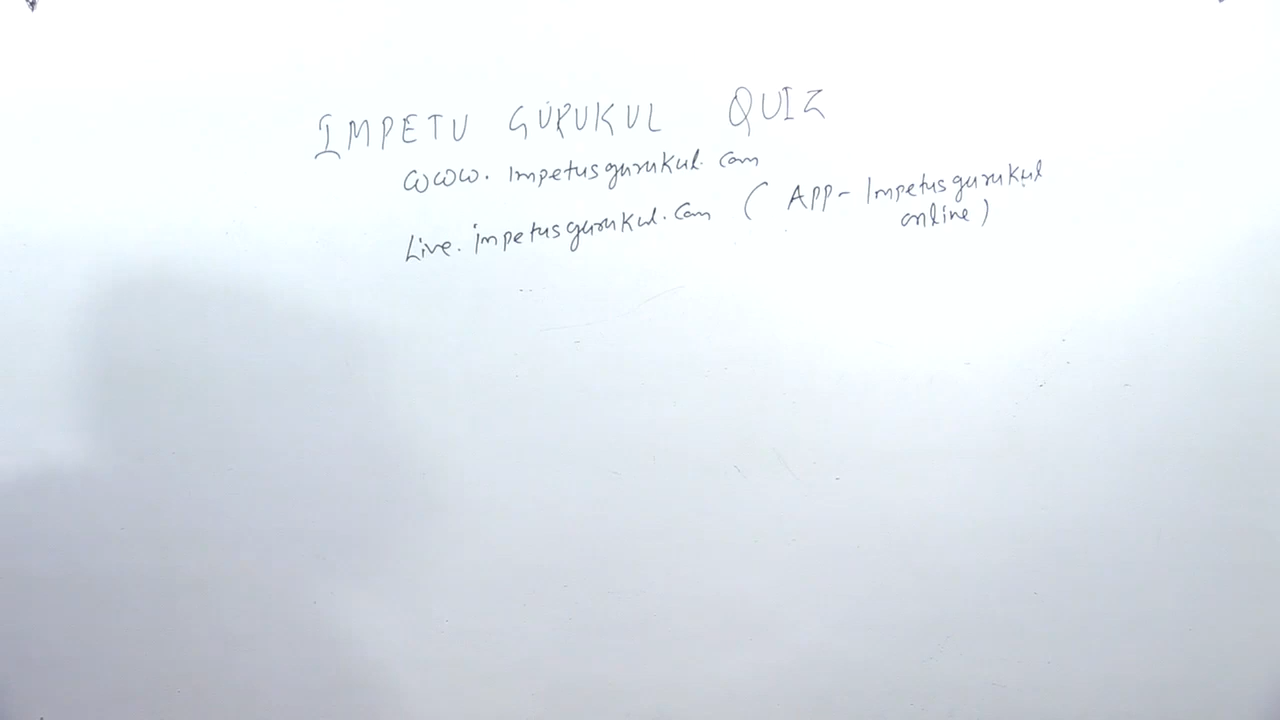 IMPETU GURUKUL QUIZ
www. Impetusgurukul. com
Live. impetusgurukul. com ( APP- Impetusgurukul
online )